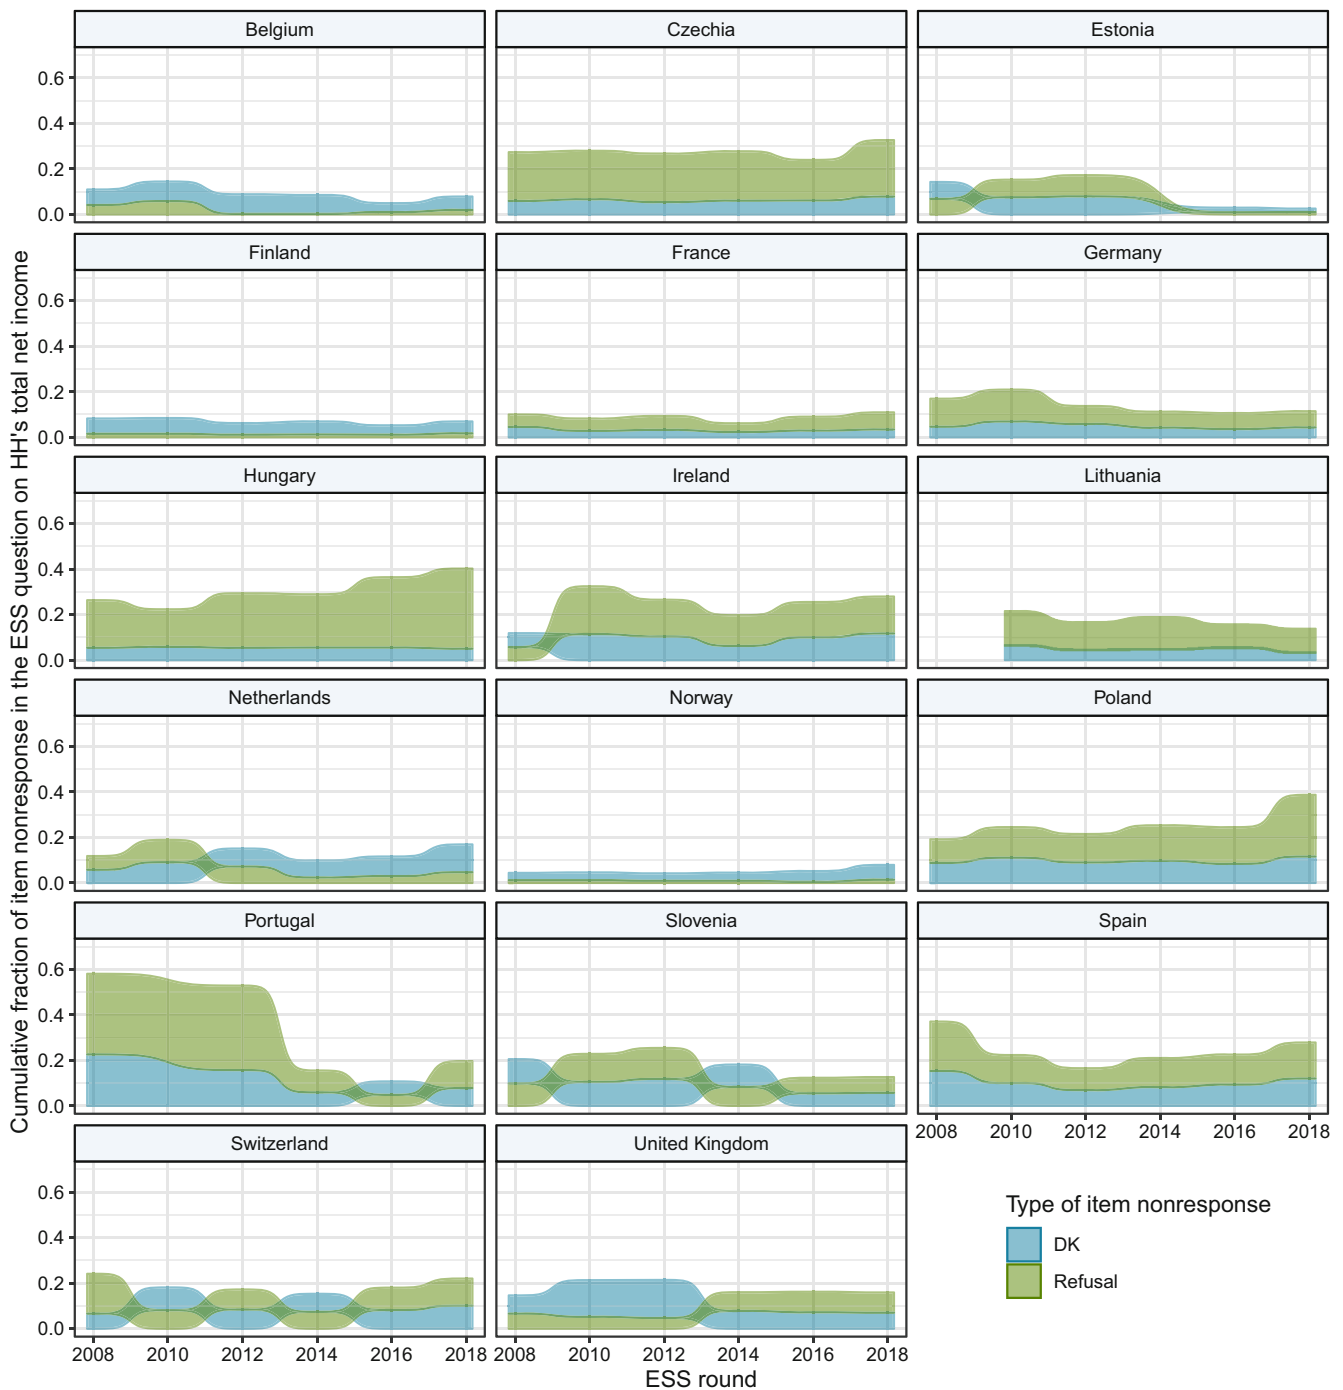 Belgium
Czechia
Estonia
0.6
0.4
0.2
0.0
Finland
France
Germany
0.6
0.4
0.2
0.0
Hungary
Ireland
Lithuania
0.6
0.4
0.2
0.0
Netherlands
Norway
Poland
0.6
0.4
0.2
0.0
Portugal
Slovenia
Spain
0.6
0.4
0.2
0.0
2008 2010 2012 2014 2016 2018
Switzerland
United Kingdom
0.6
0.4
0.2
0.0
2008 2010 2012 2014 2016 2018
2008 2010 2012 2014 2016 2018
ESS round
Cumulative fraction of item nonresponse in the ESS question on HH's total net income
Type of item nonresponse
DK
Refusal